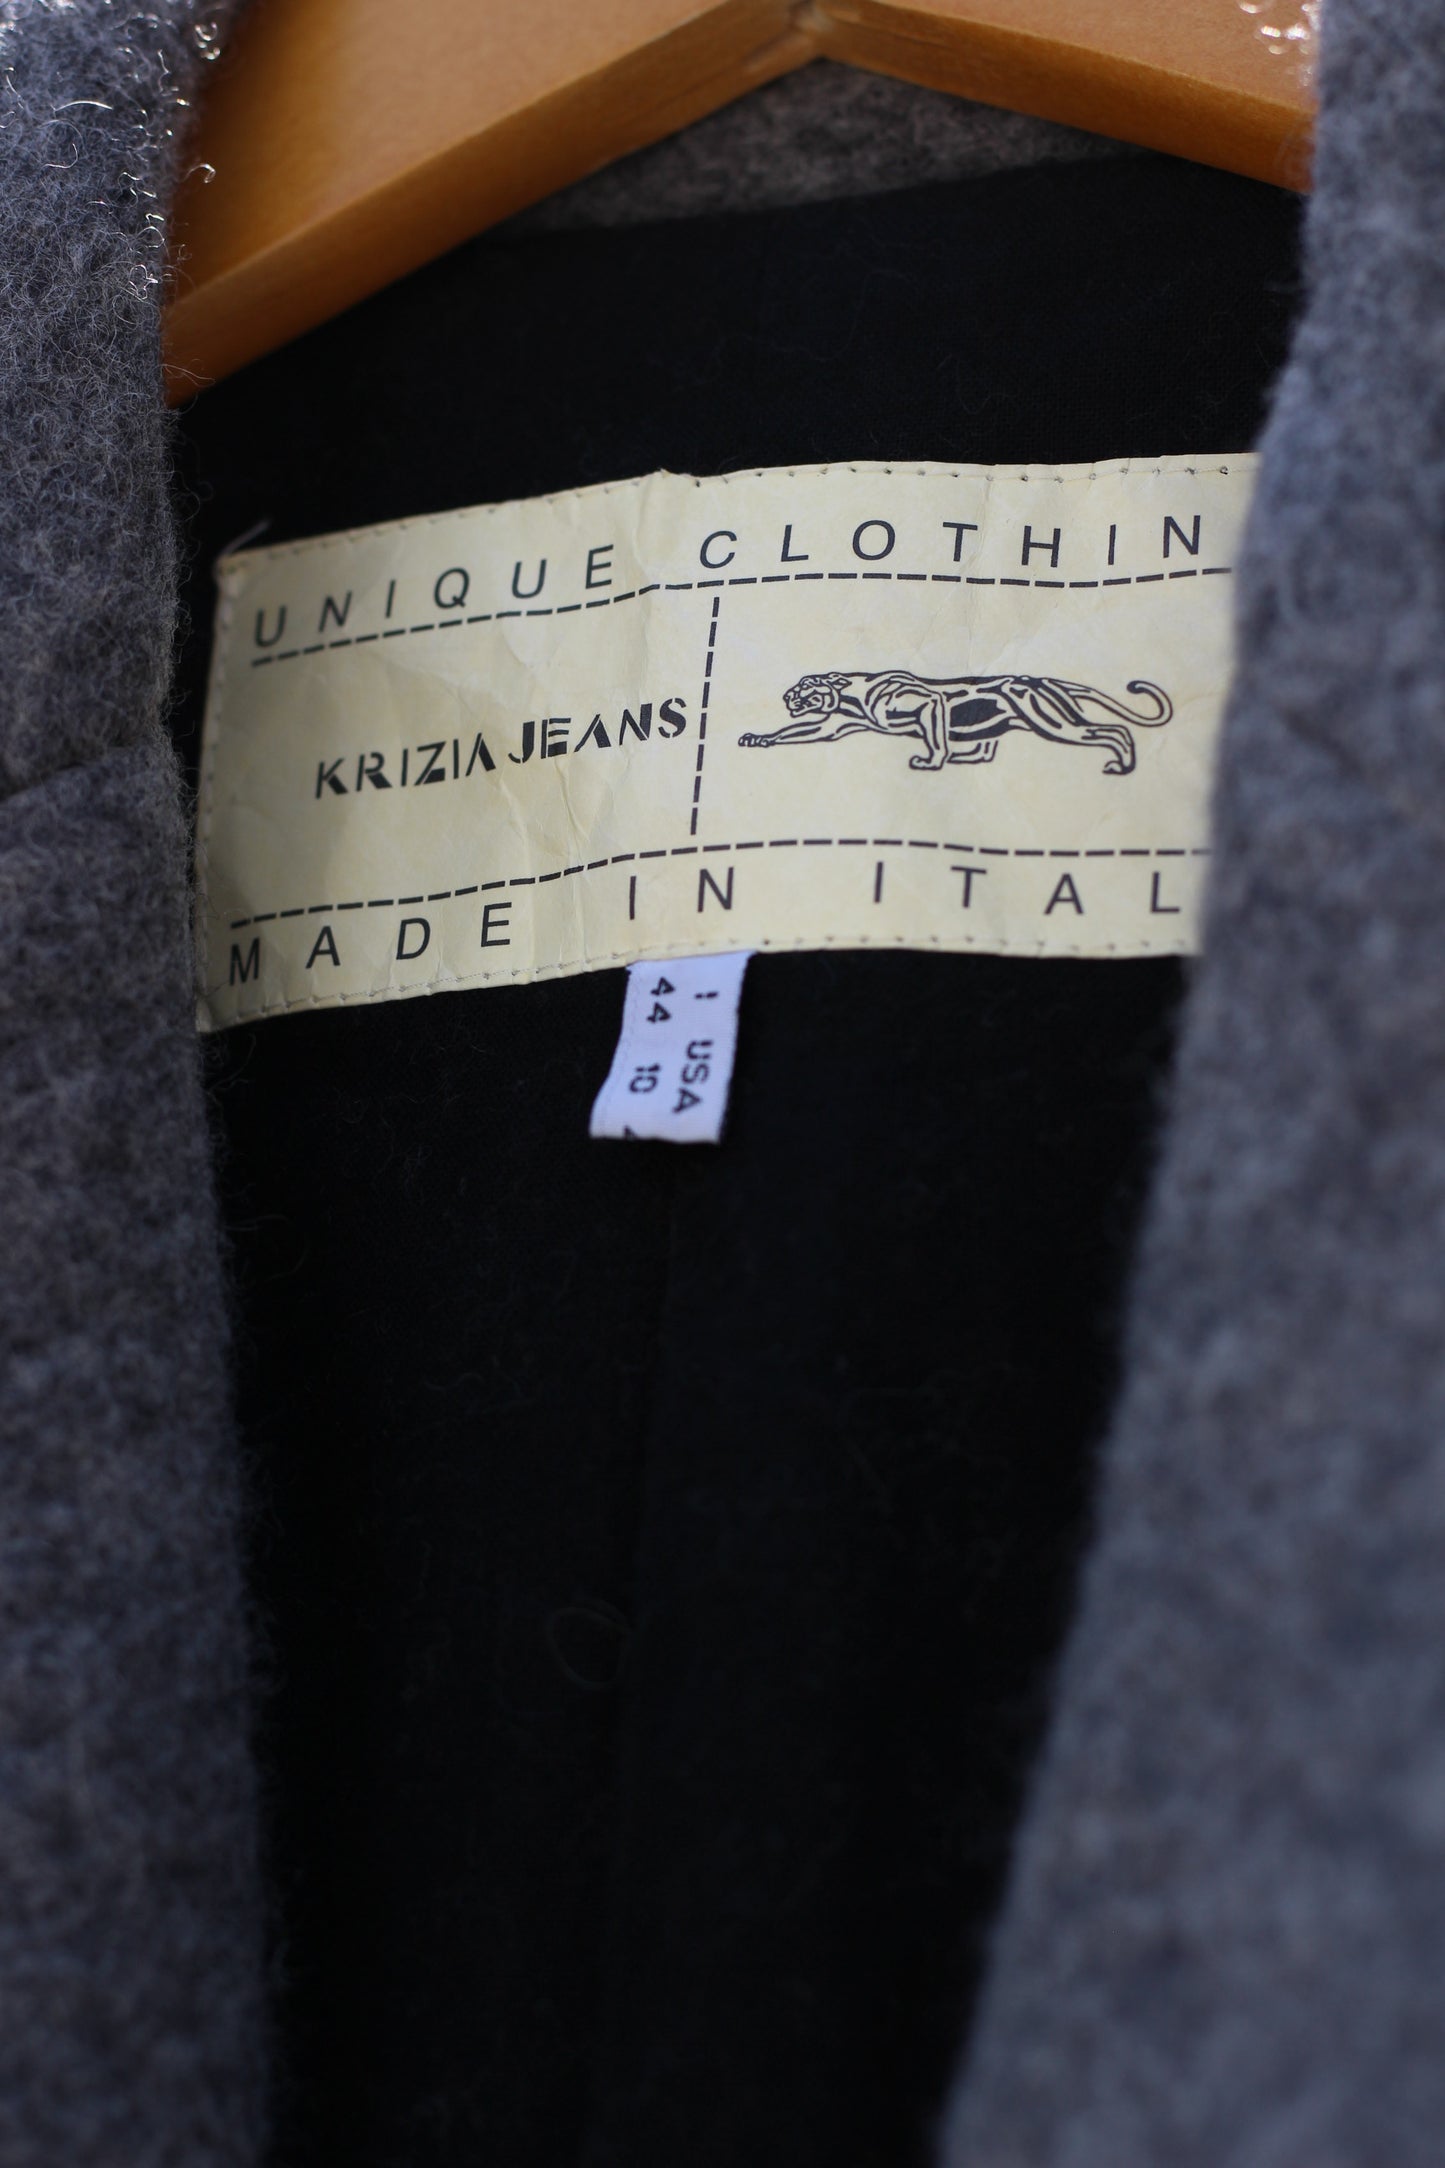 UNIQUE CLOTHIN
KRIZIA JEANS
MADE IN ITAL
I USA
44 10